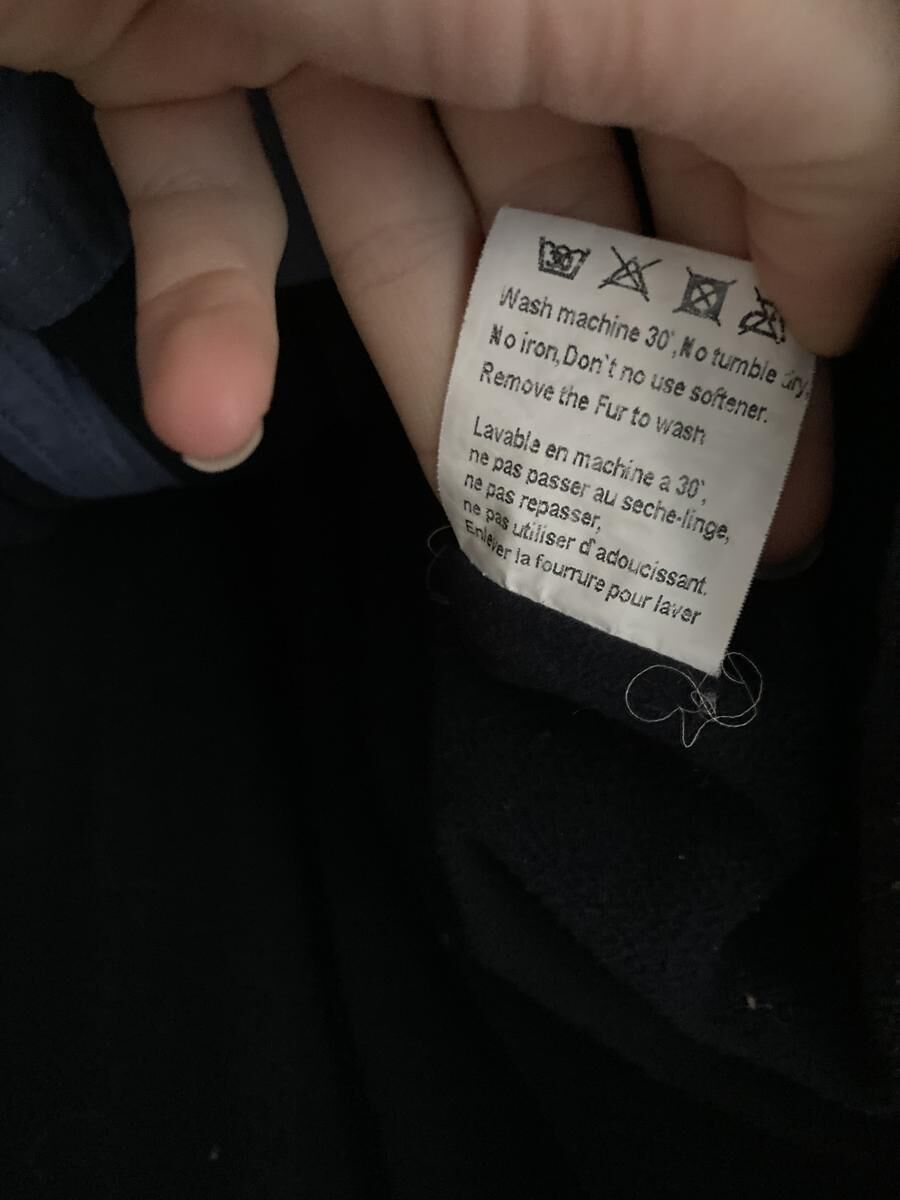 30
Wash machine 30°,No tumble dry,
No iron,Don`t no use softener.
Remove the Fur to wash
Lavable en machine a 30°,
ne pas passer au seche-linge,
ne pas repasser,
ne pas utiliser d`adoucissant.
Enlever la fourrure pour laver